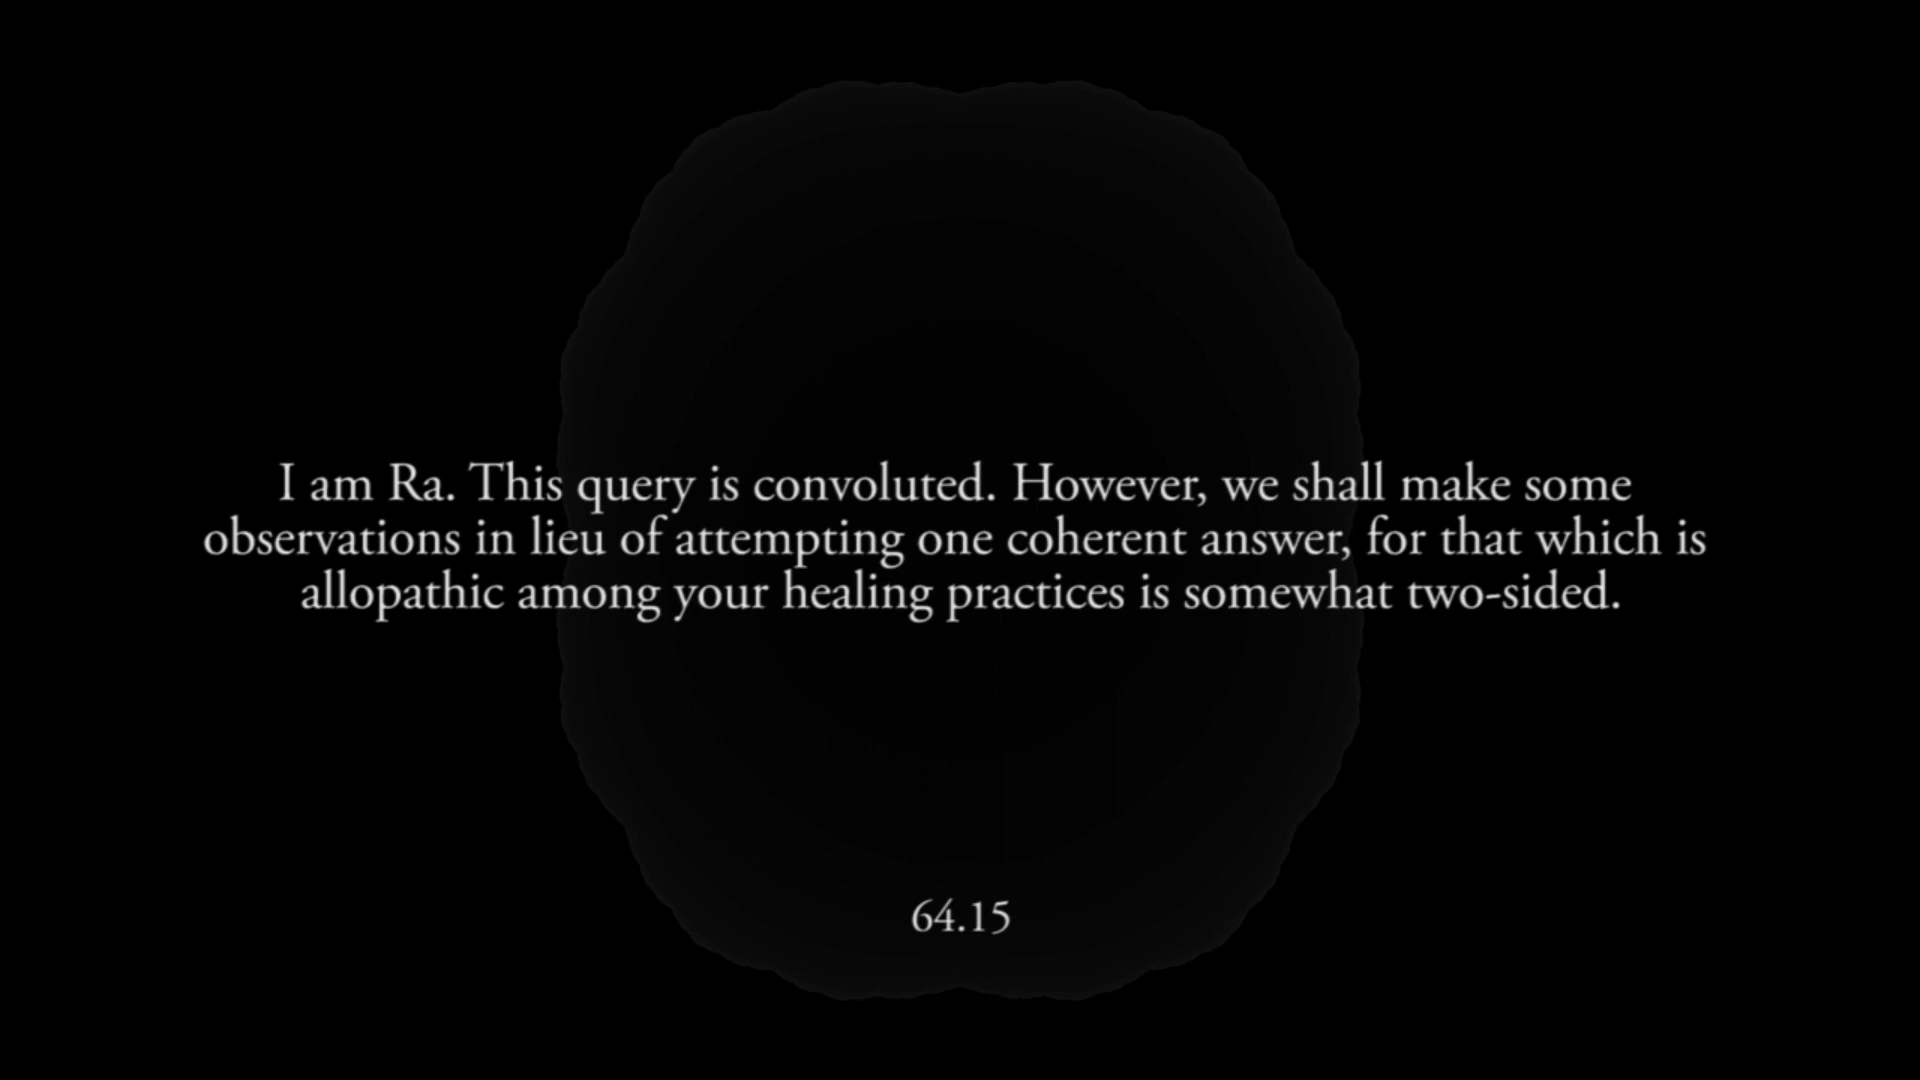 I am Ra. This query is convoluted. However, we shall make some
observations in lieu of attempting one coherent answer, for that which is
allopathic among your healing practices is somewhat two-sided.
64.15